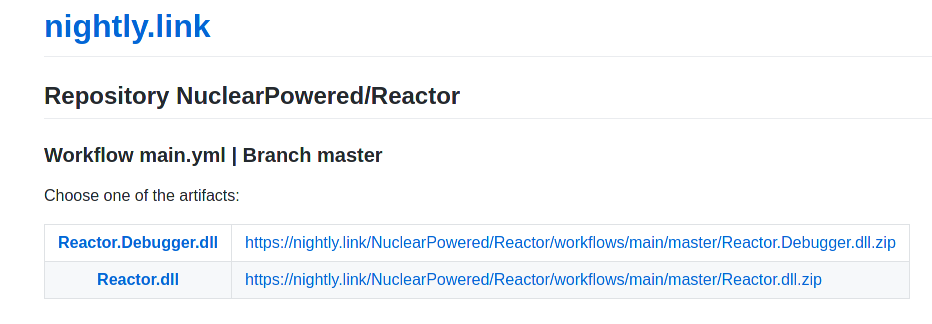 nightly.link
Repository NuclearPowered/Reactor
Workflow main.yml | Branch master
Choose one of the artifacts:
Reactor.Debugger.dll https://nightly.link/NuclearPowered/Reactor/workflows/main/master/Reactor.Debugger.dll.zip
Reactor.dll https://nightly.link/NuclearPowered/Reactor/workflows/main/master/Reactor.dll.zip